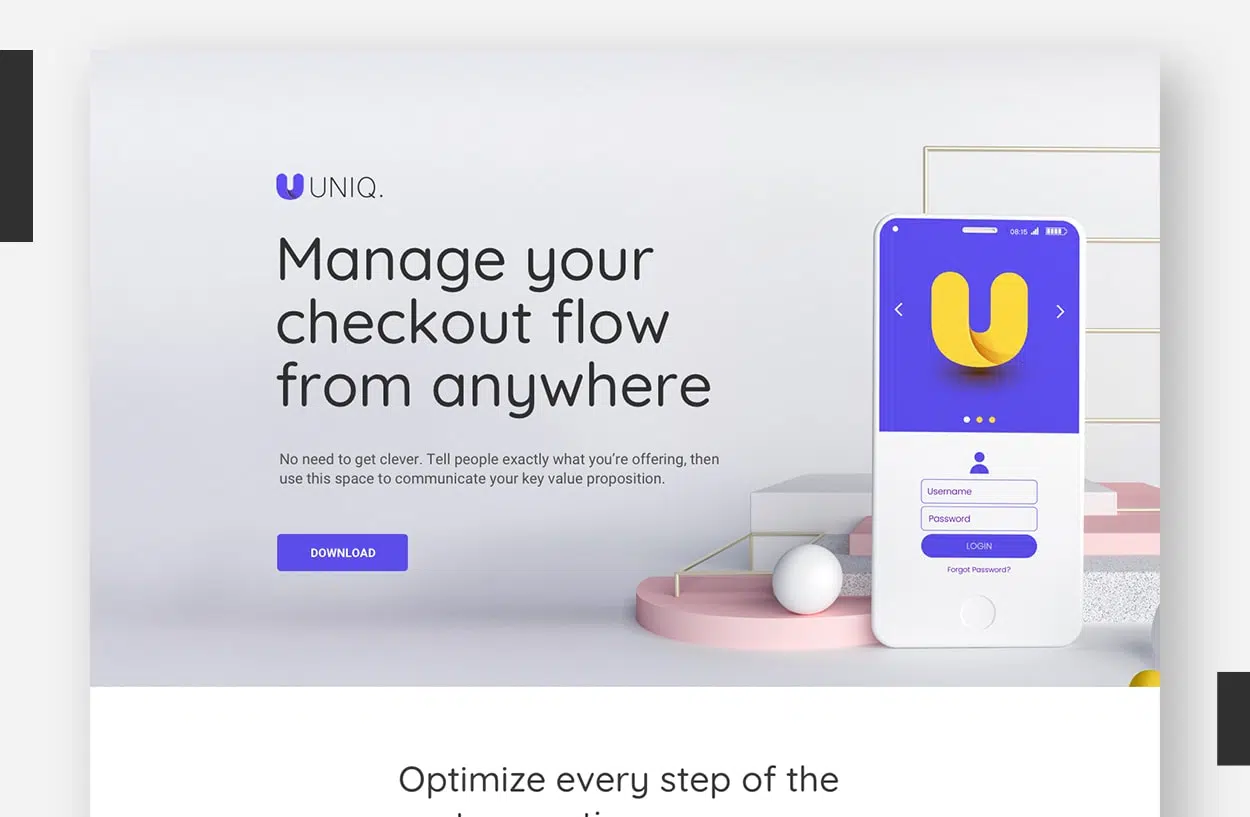 UNIQ.
Manage your
checkout flow
from anywhere
No need to get clever. Tell people exactly what you’re offering, then
use this space to communicate your key value proposition.
DOWNLOAD
08:15
U
Username
Password
LOGIN
Forgot Password?
Optimize every step of the